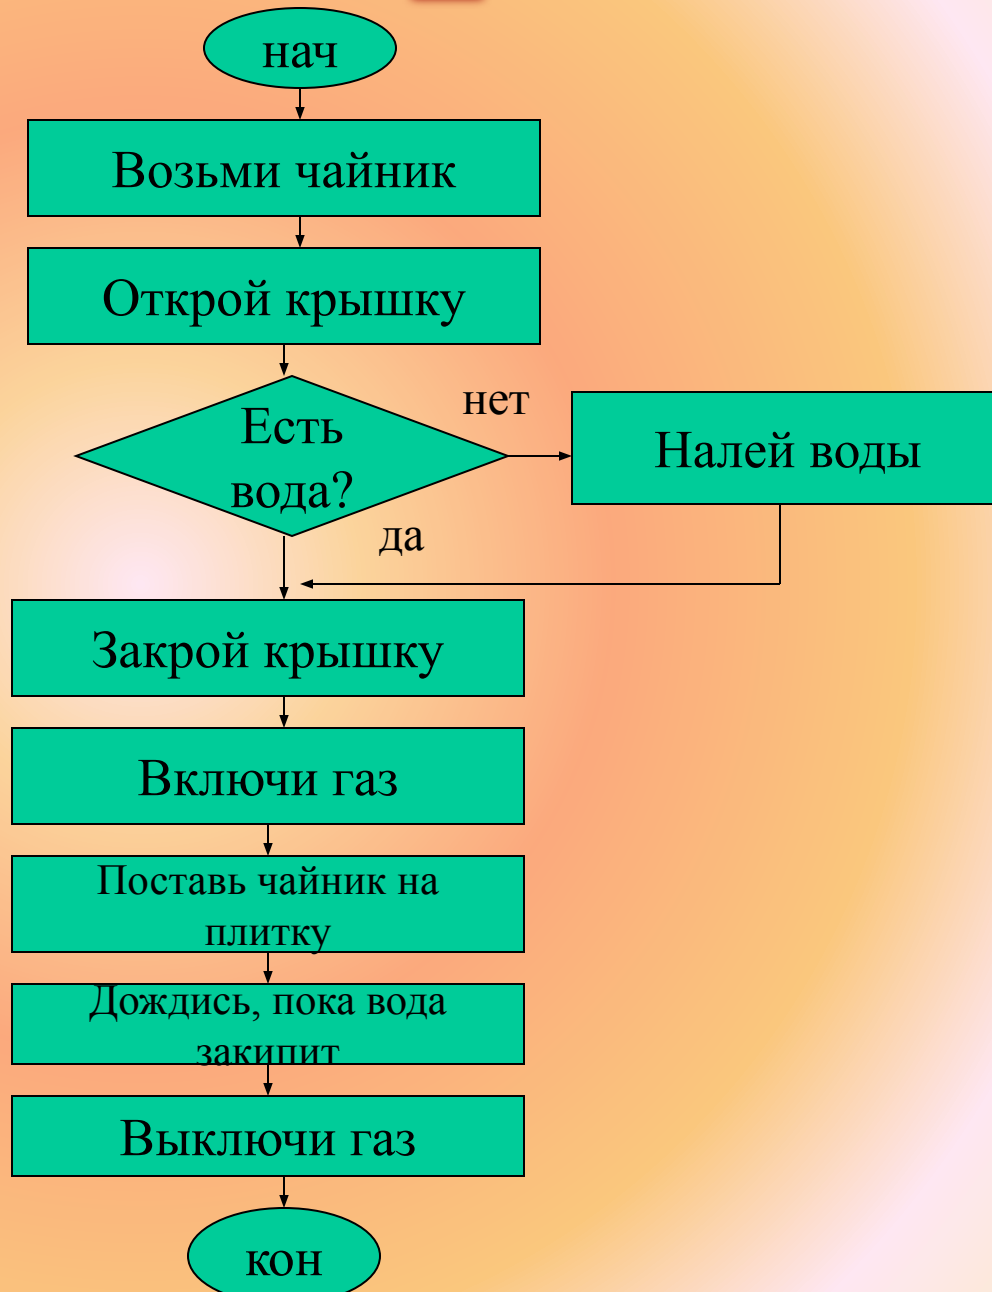 нач
Возьми чайник
Открой крышку
Есть
вода?
нет
Налей воды
да
Закрой крышку
Включи газ
Поставь чайник на
плитку
Дождись, пока вода
закипит
Выключи газ
кон